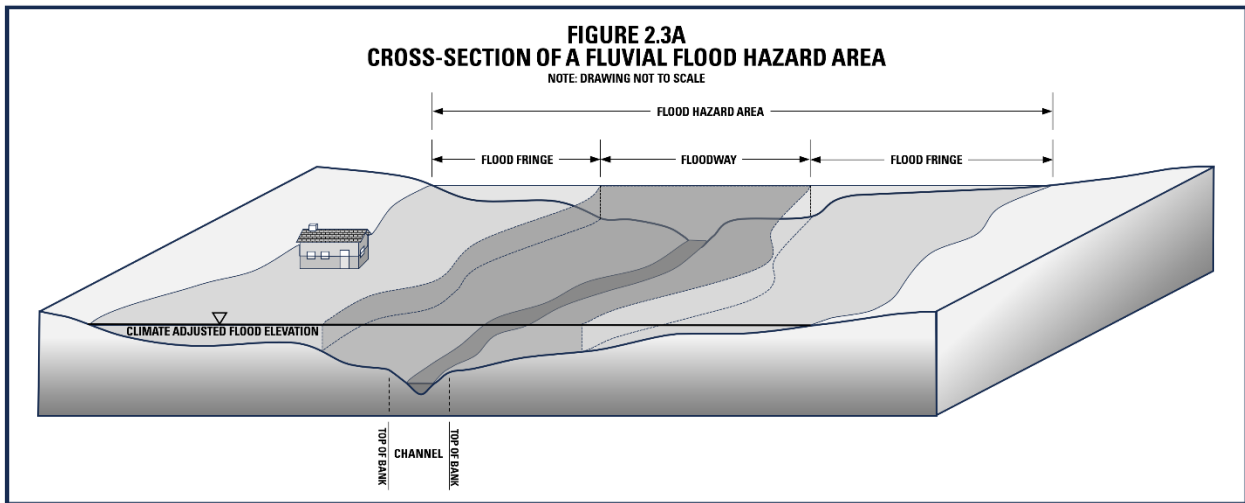 FIGURE 2.3A
CROSS-SECTION OF A FLUVIAL FLOOD HAZARD AREA
NOTE: DRAWING NOT TO SCALE
FLOOD HAZARD AREA
FLOOD FRINGE
FLOODWAY
FLOOD FRINGE
CLIMATE ADJUSTED FLOOD ELEVATION
TOP OF BANK
CHANNEL
TOP OF BANK